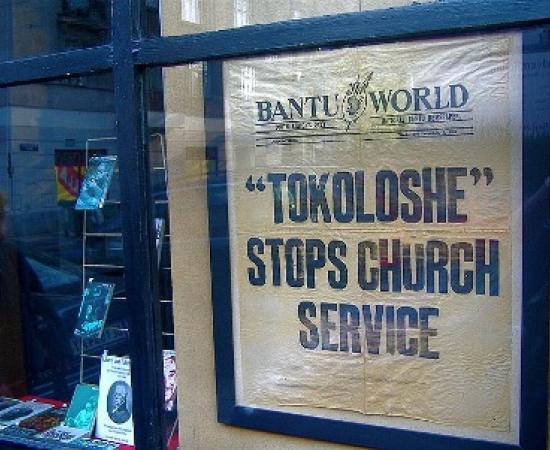 BANTU WORLD
"TOKOLOSHE"
STOPS CHURCH
SERVICE